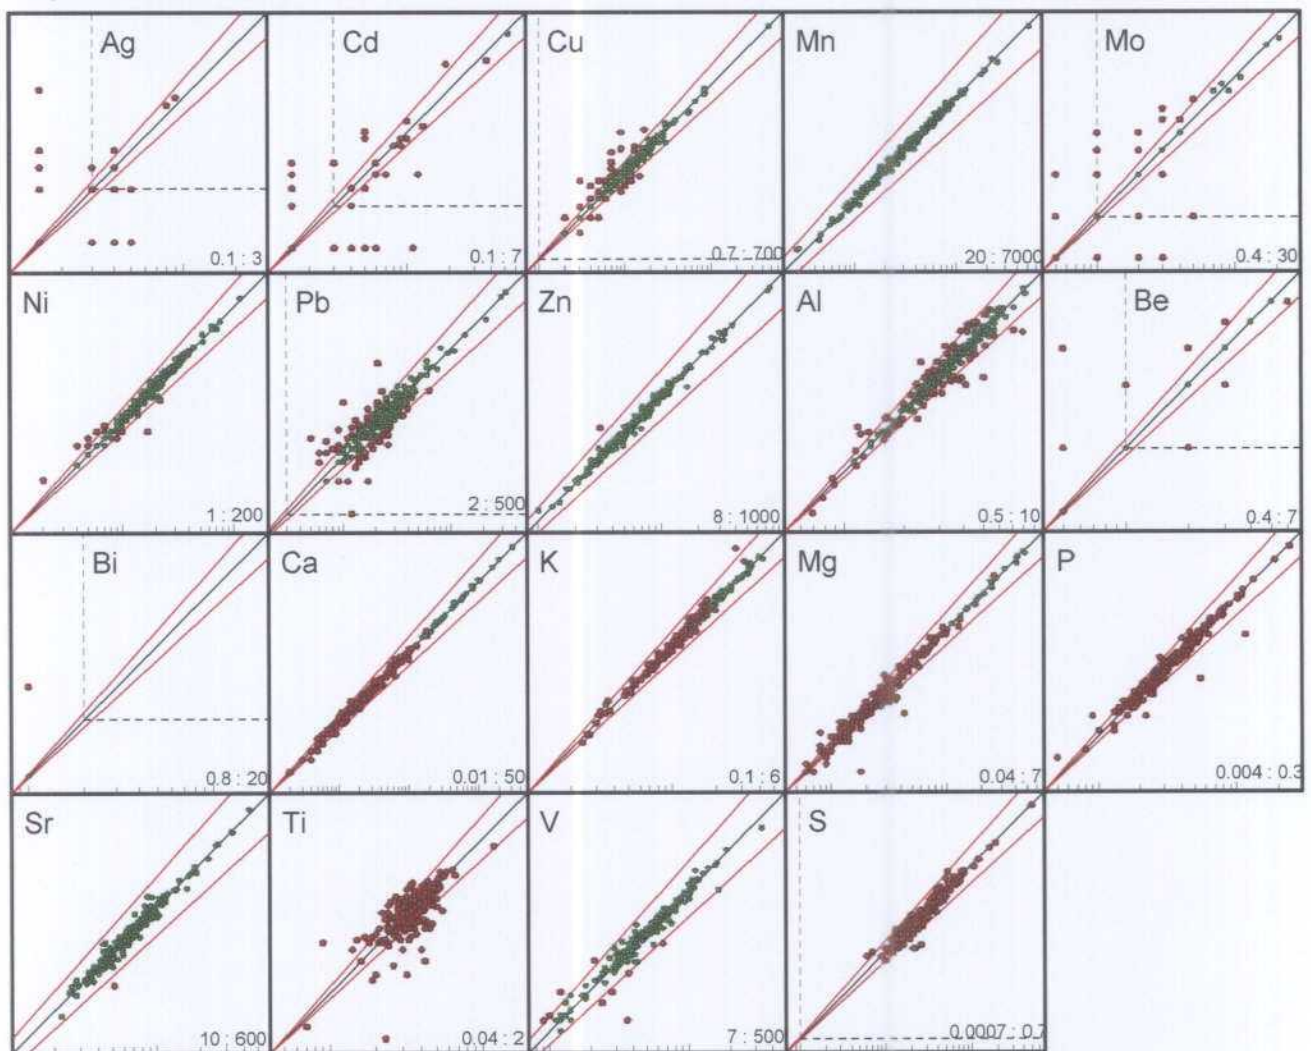 Ag
Cd
Cu
Mn
Mo
0.1 : 3
0.1 : 7
0.7 : 700
20 : 7000
0.4 : 30
Ni
Pb
Zn
Al
Be
1 : 200
2 : 500
8 : 1000
0.5 : 10
0.4 : 7
Bi
Ca
K
Mg
P
0.8 : 20
0.01 : 50
0.1 : 6
0.04 : 7
0.004 : 0.3
Sr
Ti
V
S
10 : 600
0.04 : 2
7 : 500
0.0007 : 0.7